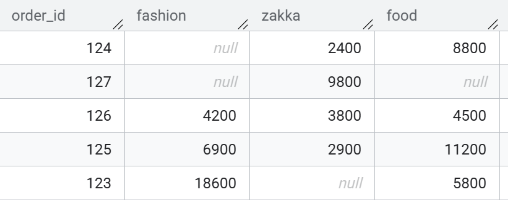 order_id fashion zakka food
124 null 2400 8800
127 null 9800 null
126 4200 3800 4500
125 6900 2900 11200
123 18600 null 5800